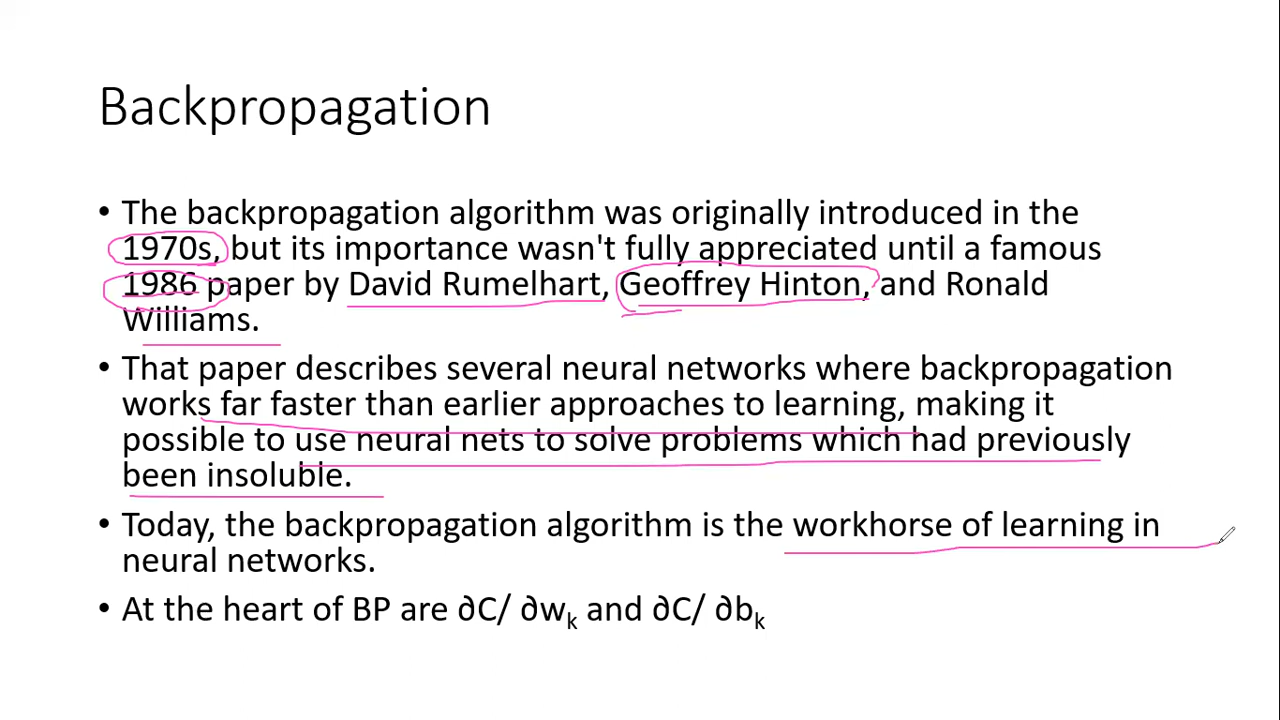 Backpropagation
• The backpropagation algorithm was originally introduced in the
1970s, but its importance wasn't fully appreciated until a famous
1986 paper by David Rumelhart, Geoffrey Hinton, and Ronald
Williams.
• That paper describes several neural networks where backpropagation
works far faster than earlier approaches to learning, making it
possible to use neural nets to solve problems which had previously
been insoluble.
• Today, the backpropagation algorithm is the workhorse of learning in
neural networks.
• At the heart of BP are ∂C/ ∂wₖ and ∂C/ ∂bₖ